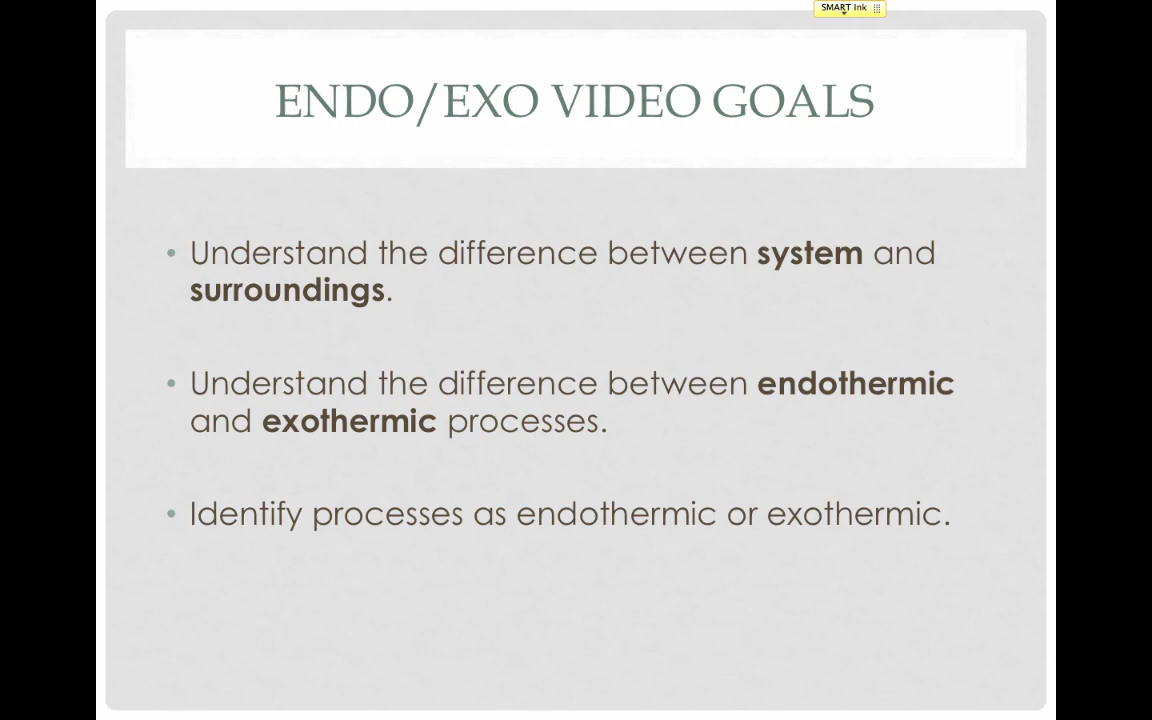 SMART Ink
ENDO/EXO VIDEO GOALS
• Understand the difference between system and
surroundings.
• Understand the difference between endothermic
and exothermic processes.
• Identify processes as endothermic or exothermic.